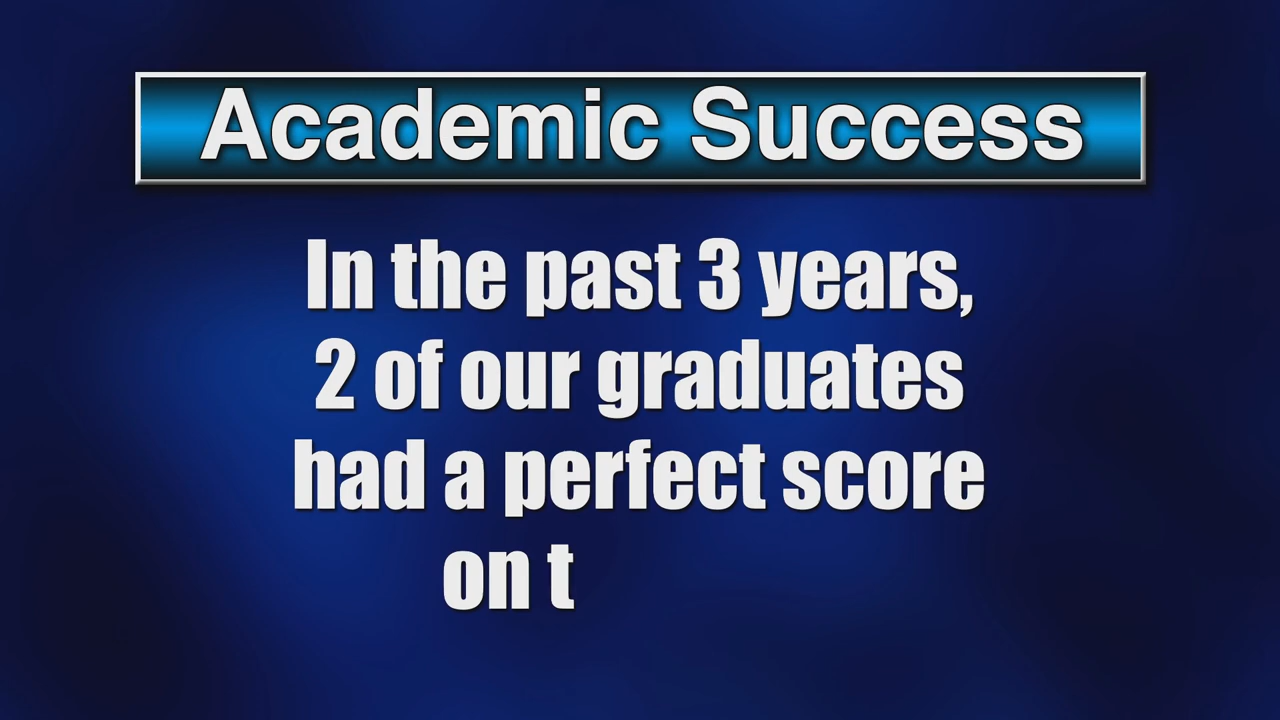 Academic Success
In the past 3 years,
2 of our graduates
had a perfect score
on t